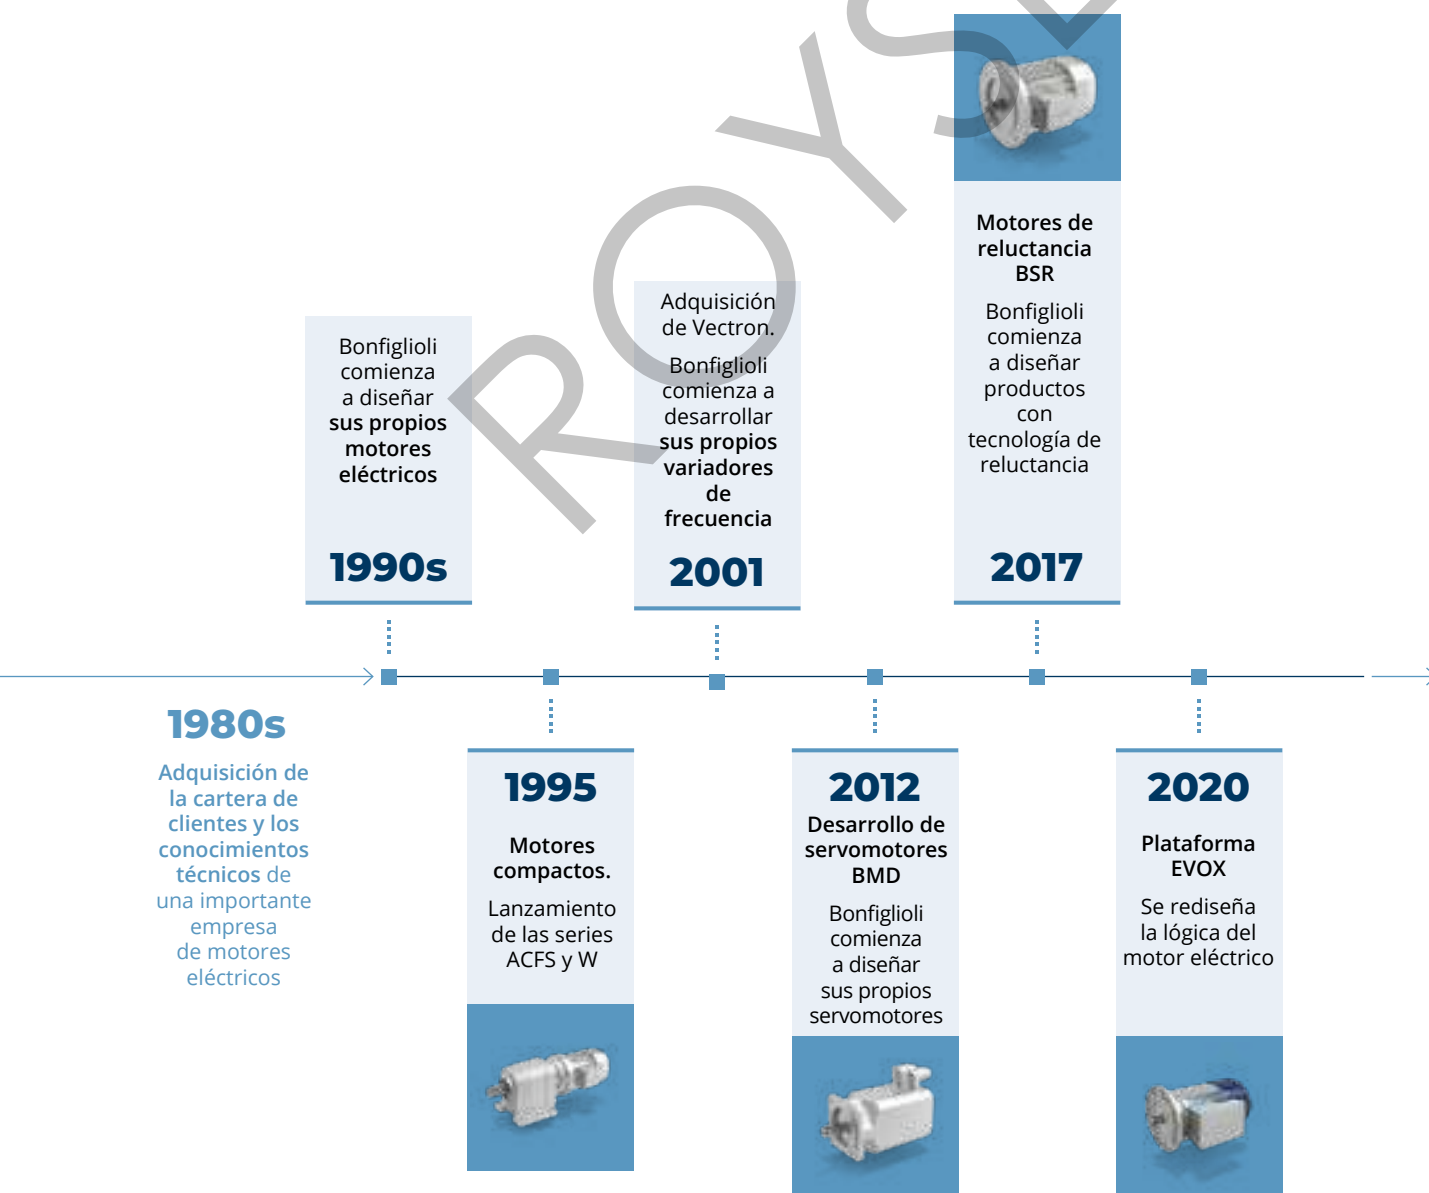 Motores de
reluctancia
BSR
Bonfiglioli
comienza
a diseñar
productos
con
tecnología de
reluctancia
2017
Adquisición
de Vectron.
Bonfiglioli
comienza a
desarrollar
sus propios
variadores
de
frecuencia
2001
Bonfiglioli
comienza
a diseñar
sus propios
motores
eléctricos
1990s
1980s
Adquisición de
la cartera de
clientes y los
conocimientos
técnicos de
una importante
empresa
de motores
eléctricos
1995
Motores
compactos.
Lanzamiento
de las series
ACFS y W
2012
Desarrollo de
servomotores
BMD
Bonfiglioli
comienza
a diseñar
sus propios
servomotores
2020
Plataforma
EVOX
Se rediseña
la lógica del
motor eléctrico
ROYSE